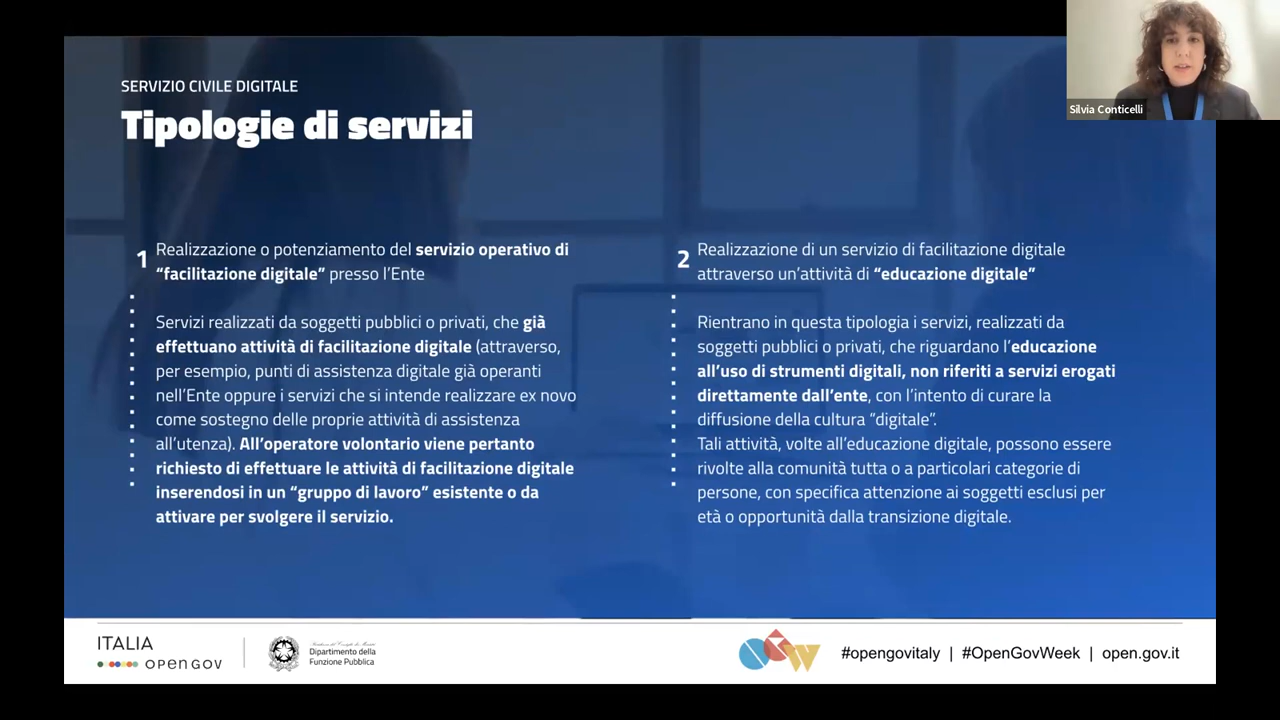 SERVIZIO CIVILE DIGITALE
Tipologie di servizi
Silvia Conticelli
1
Realizzazione o potenziamento del servizio operativo di
“facilitazione digitale” presso l’Ente
Servizi realizzati da soggetti pubblici o privati, che già
effettuano attività di facilitazione digitale (attraverso,
per esempio, punti di assistenza digitale già operanti
nell’Ente oppure i servizi che si intende realizzare ex novo
come sostegno delle proprie attività di assistenza
all’utenza). All’operatore volontario viene pertanto
richiesto di effettuare le attività di facilitazione digitale
inserendosi in un “gruppo di lavoro” esistente o da
attivare per svolgere il servizio.
2
Realizzazione di un servizio di facilitazione digitale
attraverso un’attività di “educazione digitale”
Rientrano in questa tipologia i servizi, realizzati da
soggetti pubblici o privati, che riguardano l’educazione
all’uso di strumenti digitali, non riferiti a servizi erogati
direttamente dall’ente, con l’intento di curare la
diffusione della cultura “digitale”.
Tali attività, volte all’educazione digitale, possono essere
rivolte alla comunità tutta o a particolari categorie di
persone, con specifica attenzione ai soggetti esclusi per
età o opportunità dalla transizione digitale.
ITALIA
OPEN GOV
Dipartimento della
Funzione Pubblica
OGW
#opengovitaly | #OpenGovWeek | open.gov.it